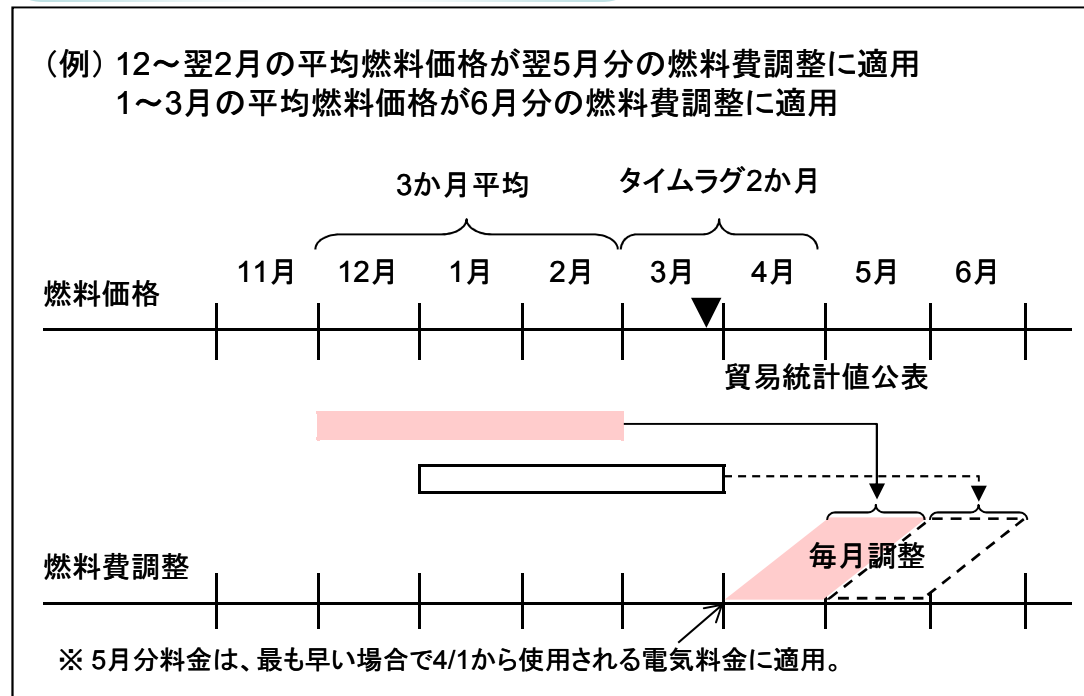 （例） 12～翌2月の平均燃料価格が翌5月分の燃料費調整に適用
1～3月の平均燃料価格が6月分の燃料費調整に適用
3か月平均 タイムラグ2か月
11月 12月 1月 2月 3月 4月 5月 6月
燃料価格
貿易統計値公表
毎月調整
燃料費調整
※ 5月分料金は、最も早い場合で4/1から使用される電気料金に適用。